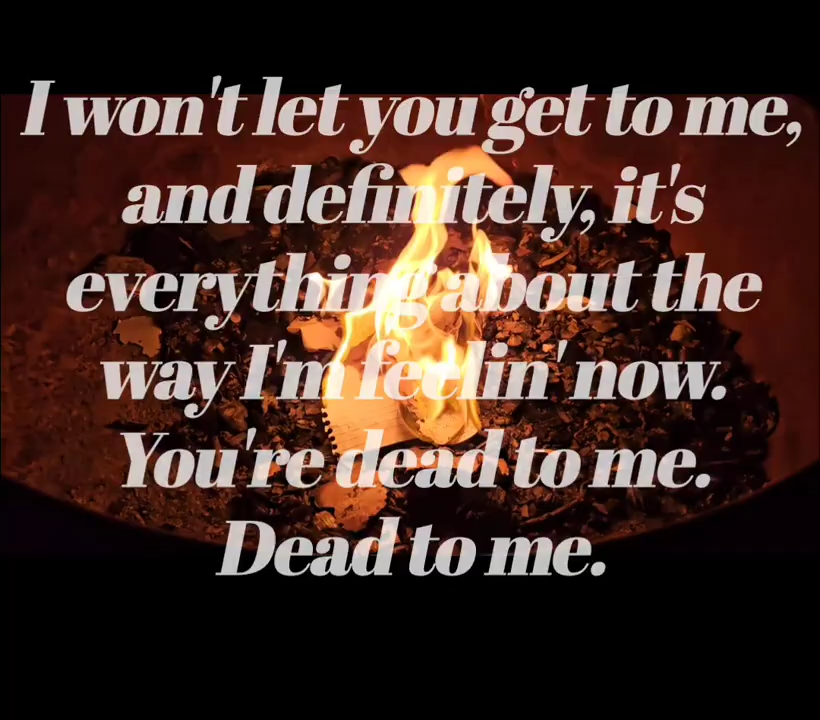 I won't let you get to me,
and definitely, it's
everything about the
way I'm feelin' now.
You're dead to me.
Dead to me.